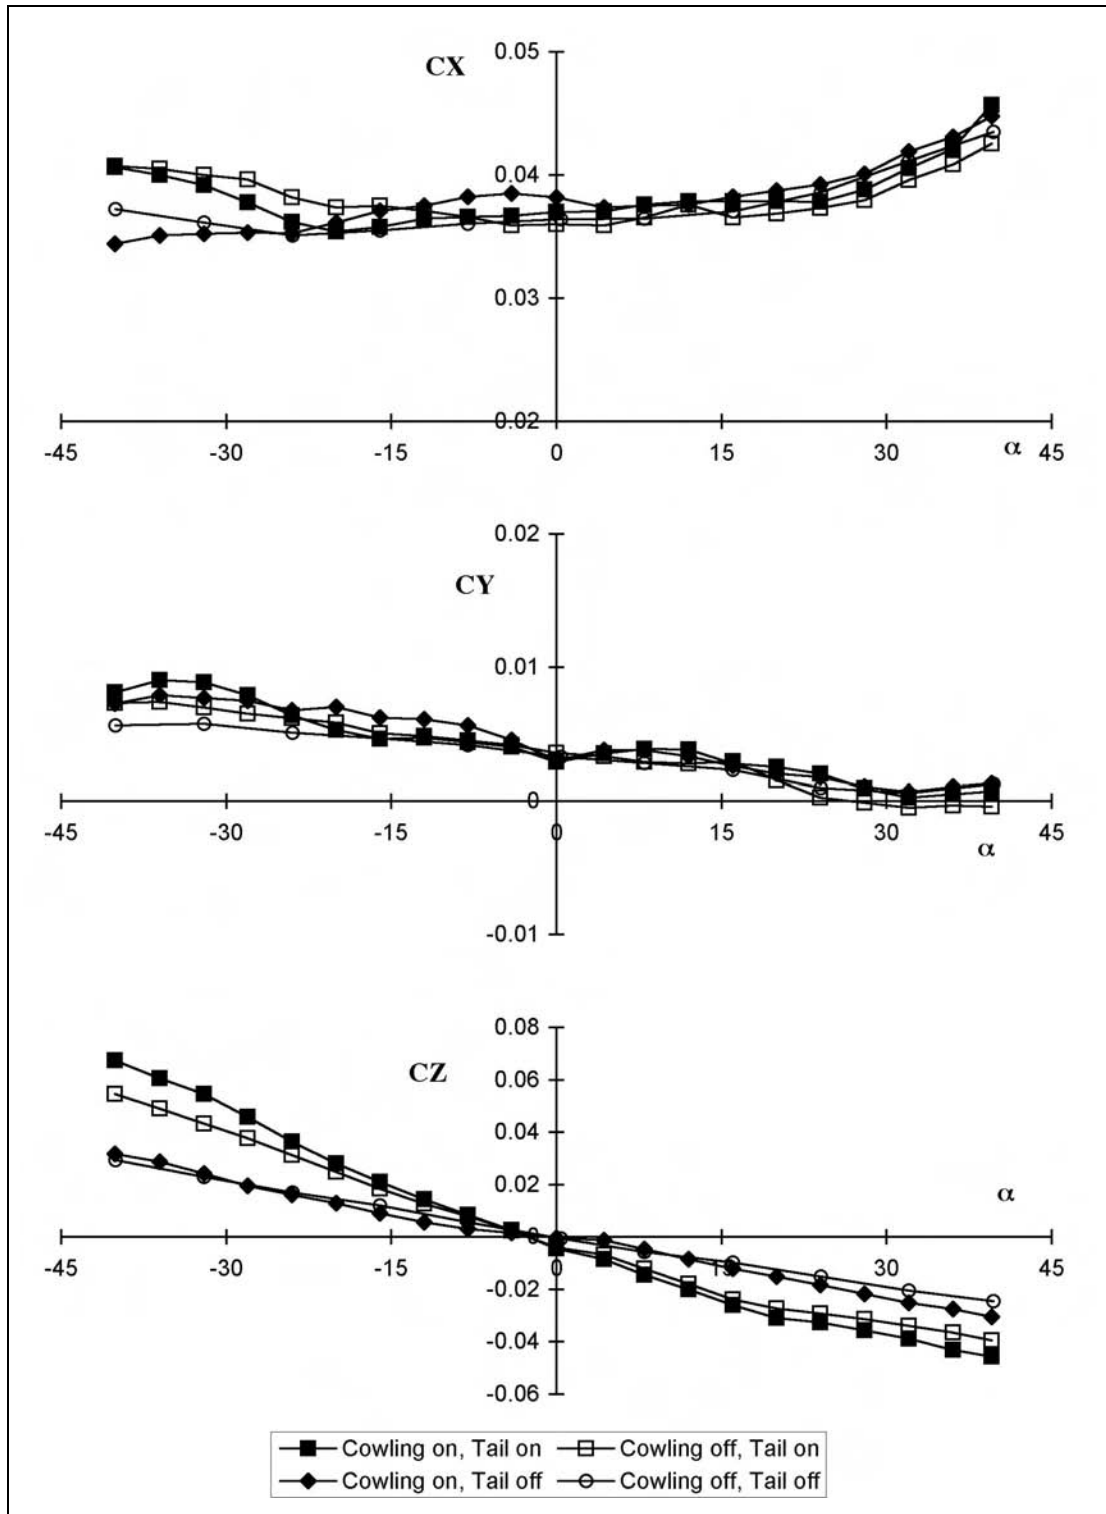 0.05
CX
0.04
0.03
0.02
-45 -30 -15 0 15 30 α 45
0.02
CY
0.01
0
-45 -30 -15 0 15 30 45
α
-0.01
0.08
CZ
0.06
0.04
0.02
α
-45 -30 -15 0 15 30 45
-0.02
-0.04
-0.06
Cowling on, Tail on Cowling off, Tail on
Cowling on, Tail off Cowling off, Tail off